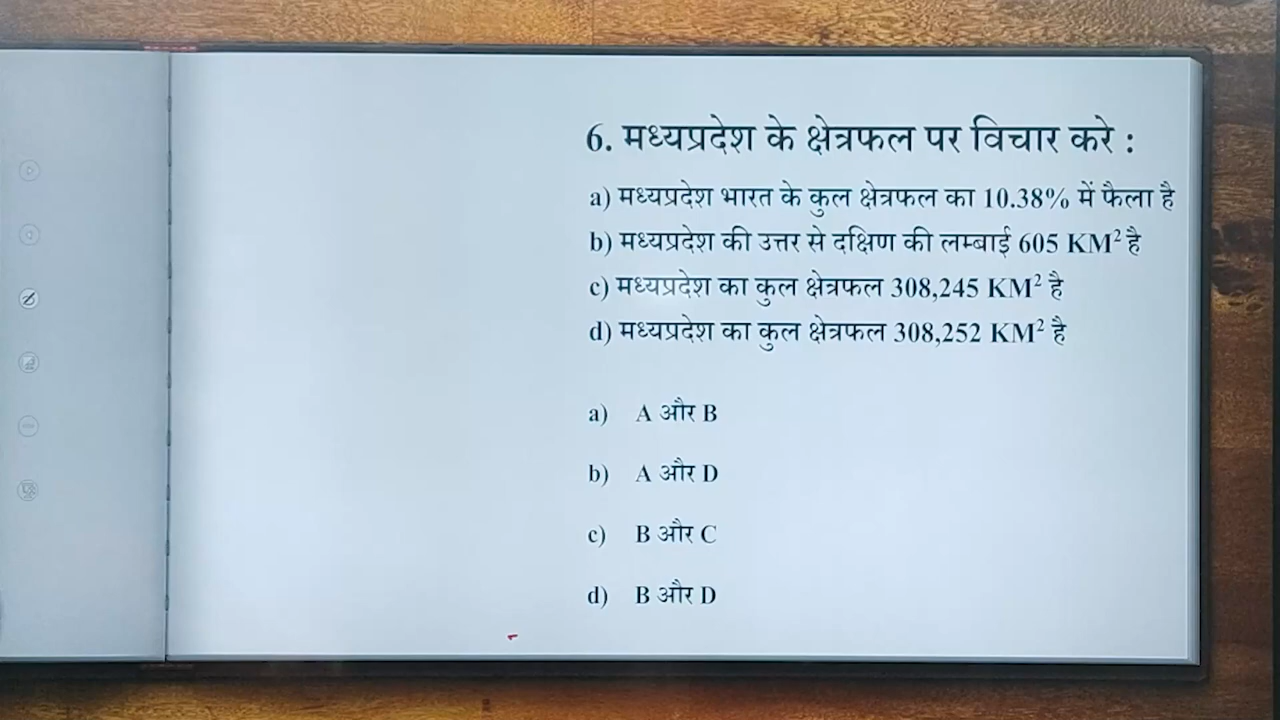 6. मध्यप्रदेश के क्षेत्रफल पर विचार करे :
a) मध्यप्रदेश भारत के कुल क्षेत्रफल का 10.38% में फैला है
b) मध्यप्रदेश की उत्तर से दक्षिण की लम्बाई 605 KM² है
c) मध्यप्रदेश का कुल क्षेत्रफल 308,245 KM² है
d) मध्यप्रदेश का कुल क्षेत्रफल 308,252 KM² है
a) A और B
b) A और D
c) B और C
d) B और D